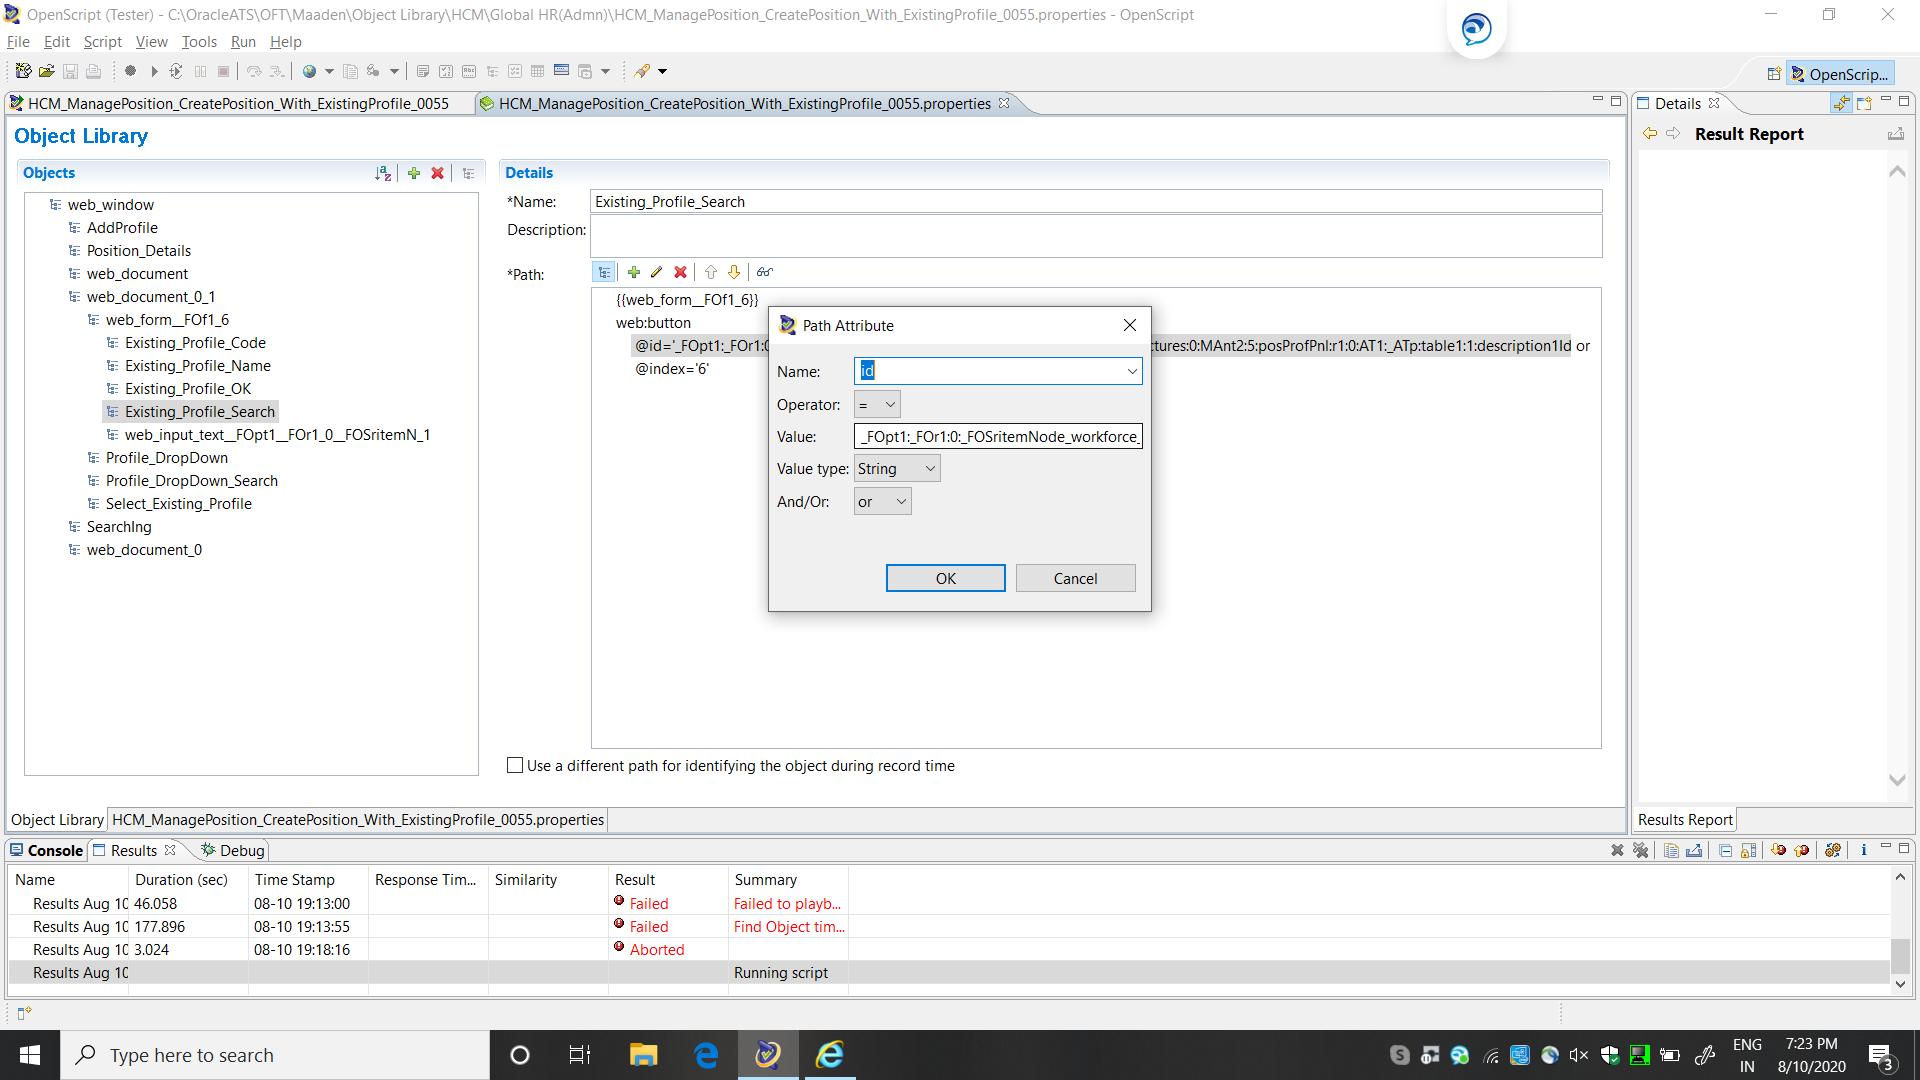 OpenScript (Tester) - C:\OracleATS\OFT\Maaden\Object Library\HCM\Global HR(Admn)\HCM_ManagePosition_CreatePosition_With_ExistingProfile_0055.properties - OpenScript
File Edit Script View Tools Run Help
OpenScrip...
HCM_ManagePosition_CreatePosition_With_ExistingProfile_0055
HCM_ManagePosition_CreatePosition_With_ExistingProfile_0055.properties
Details
Object Library
Result Report
Objects
Details
web_window
AddProfile
Position_Details
web_document
web_document_0_1
web_form__FOf1_6
Existing_Profile_Code
Existing_Profile_Name
Existing_Profile_OK
Existing_Profile_Search
web_input_text__FOpt1__FOr1_0__FOSritemN_1
Profile_DropDown
Profile_DropDown_Search
Select_Existing_Profile
SearchIng
web_document_0
*Name: Existing_Profile_Search
Description:
*Path:
{{web_form__FOf1_6}}
web:button
@id='_FOpt1:_FOr1:0 ctures:0:MAnt2:5:posProfPnl:r1:0:AT1:_ATp:table1:1:description1Id or
@index='6'
Path Attribute
Name: id
Operator: =
Value: _FOpt1:_FOr1:0:_FOSritemNode_workforce_
Value type: String
And/Or: or
OK Cancel
Use a different path for identifying the object during record time
Object Library HCM_ManagePosition_CreatePosition_With_ExistingProfile_0055.properties
Results Report
Console Results Debug
Name Duration (sec) Time Stamp Response Tim... Similarity Result Summary
Results Aug 10 46.058 08-10 19:13:00 Failed Failed to playb...
Results Aug 10 177.896 08-10 19:13:55 Failed Find Object tim...
Results Aug 10 3.024 08-10 19:18:16 Aborted
Results Aug 10 Running script
Type here to search
ENG
IN
7:23 PM
8/10/2020
3